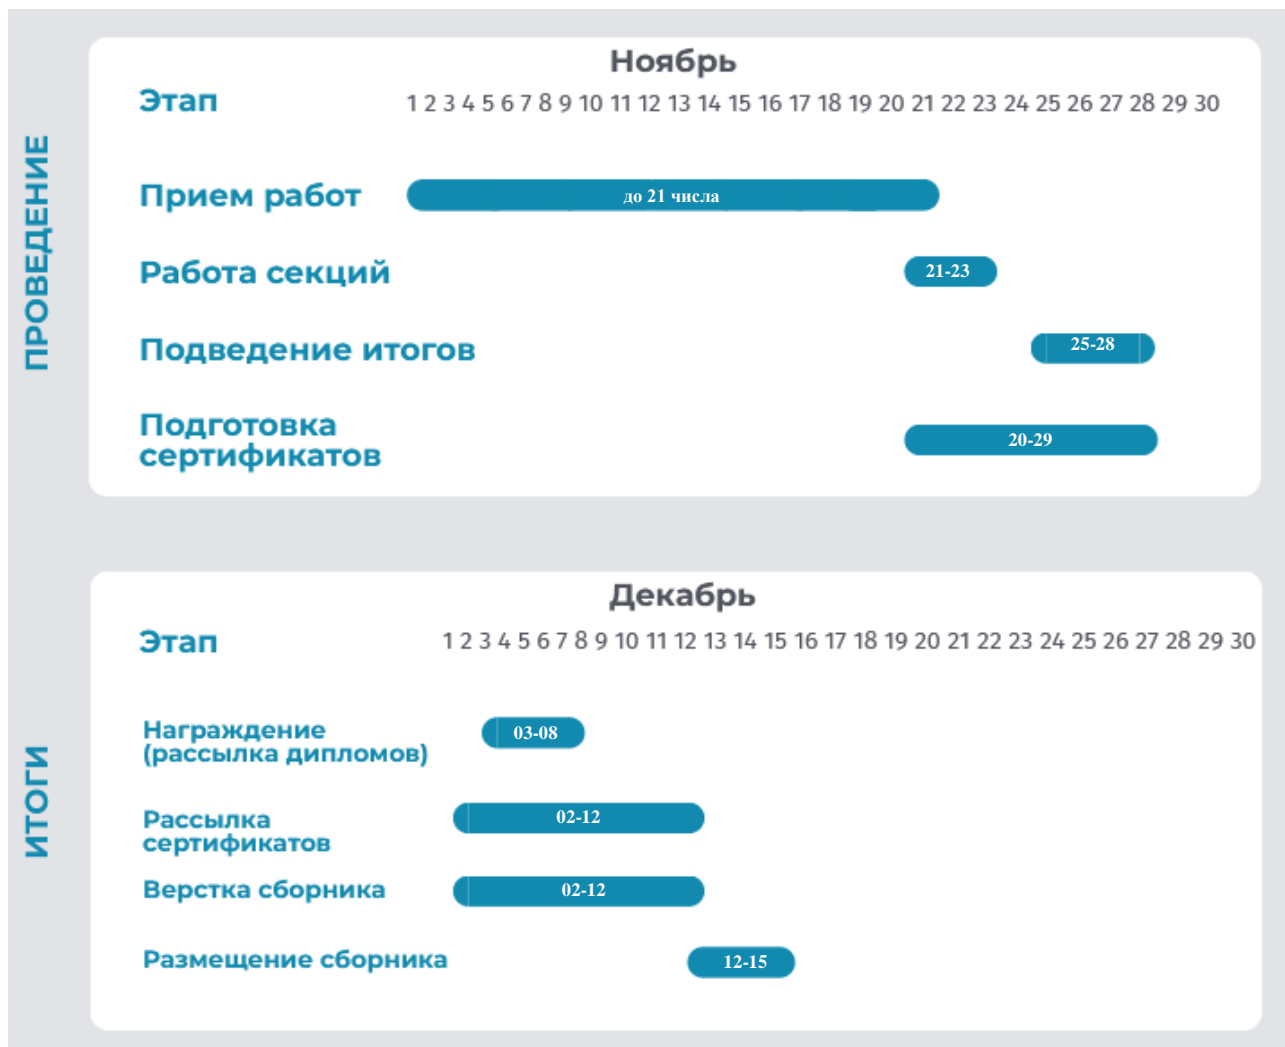 ПРОВЕДЕНИЕ
Ноябрь
Этап 1 2 3 4 5 6 7 8 9 10 11 12 13 14 15 16 17 18 19 20 21 22 23 24 25 26 27 28 29 30
Прием работ до 21 числа
Работа секций 21-23
Подведение итогов 25-28
Подготовка
сертификатов 20-29
ИТОГИ
Декабрь
Этап 1 2 3 4 5 6 7 8 9 10 11 12 13 14 15 16 17 18 19 20 21 22 23 24 25 26 27 28 29 30
Награждение 03-08
(рассылка дипломов)
Рассылка 02-12
сертификатов
Верстка сборника 02-12
Размещение сборника 12-15